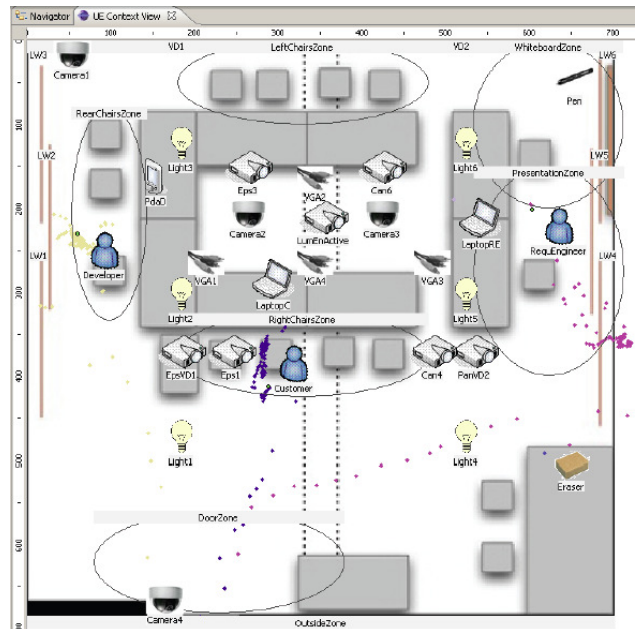 Navigator UE Context View
0 100 200 300 400 500 600 700
LW3 VD1 LeftChairsZone VD2 WhiteboardZone LW6
Camera1
Pen
RearChairsZone
100
LW2 Light3 Eps3 VGA2 Can6 Light6 LW5
PresentationZone
PdaD
200
Camera2 LumEnActive Camera3 LaptopRE RequEngineer
LW1 LW4
Developer VGA1 VGA4 VGA3
LaptopC
300
Light2 RightChairsZone Light5
EpsVD1 Eps1 Can4 PanVD2
Customer
400
Light1 Light4
500
Eraser
DoorZone
600
Camera4
OutsideZone